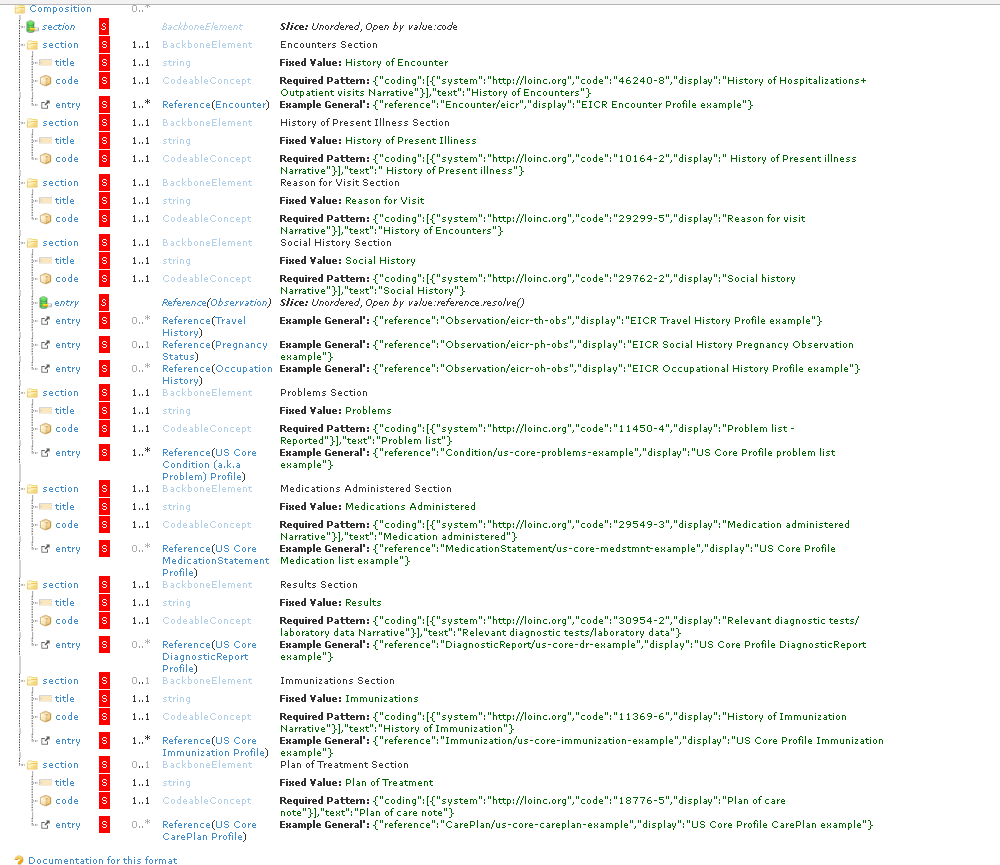 Composition 0..*
section S BackboneElement Slice: Unordered, Open by value:code
section S 1..1 BackboneElement Encounters Section
title S 1..1 string Fixed Value: History of Encounter
code S 1..1 CodeableConcept Required Pattern: {"coding":[{"system":"http://loinc.org","code":"46240-8","display":"History of Hospitalizations+
Outpatient visits Narrative"}],"text":"History of Encounters"}
entry S 1..* Reference(Encounter) Example General': {"reference":"Encounter/eicr","display":"EICR Encounter Profile example"}
section S 1..1 BackboneElement History of Present Illness Section
title S 1..1 string Fixed Value: History of Present Illness
code S 1..1 CodeableConcept Required Pattern: {"coding":[{"system":"http://loinc.org","code":"10164-2","display":" History of Present illness
Narrative"}],"text":" History of Present illness"}
section S 1..1 BackboneElement Reason for Visit Section
title S 1..1 string Fixed Value: Reason for Visit
code S 1..1 CodeableConcept Required Pattern: {"coding":[{"system":"http://loinc.org","code":"29299-5","display":"Reason for visit
Narrative"}],"text":"History of Encounters"}
section S 1..1 BackboneElement Social History Section
title S 1..1 string Fixed Value: Social History
code S 1..1 CodeableConcept Required Pattern: {"coding":[{"system":"http://loinc.org","code":"29762-2","display":"Social history
Narrative"}],"text":"Social History"}
entry S Reference(Observation) Slice: Unordered, Open by value:reference.resolve()
entry S 0..* Reference(Travel Example General': {"reference":"Observation/eicr-th-obs","display":"EICR Travel History Profile example"}
History)
entry S 0..1 Reference(Pregnancy Example General': {"reference":"Observation/eicr-ph-obs","display":"EICR Social History Pregnancy Observation
Status) example"}
entry S 0..* Reference(Occupation Example General': {"reference":"Observation/eicr-oh-obs","display":"EICR Occupational History Profile example"}
History)
section S 1..1 BackboneElement Problems Section
title S 1..1 string Fixed Value: Problems
code S 1..1 CodeableConcept Required Pattern: {"coding":[{"system":"http://loinc.org","code":"11450-4","display":"Problem list -
Reported"}],"text":"Problem list"}
entry S 1..* Reference(US Core Example General': {"reference":"Condition/us-core-problems-example","display":"US Core Profile problem list
Condition (a.k.a example"}
Problem) Profile)
section S 1..1 BackboneElement Medications Administered Section
title S 1..1 string Fixed Value: Medications Administered
code S 1..1 CodeableConcept Required Pattern: {"coding":[{"system":"http://loinc.org","code":"29549-3","display":"Medication administered
Narrative"}],"text":"Medication administered"}
entry S 0..* Reference(US Core Example General': {"reference":"MedicationStatement/us-core-medstmnt-example","display":"US Core Profile
MedicationStatement Medication list example"}
Profile)
section S 1..1 BackboneElement Results Section
title S 1..1 string Fixed Value: Results
code S 1..1 CodeableConcept Required Pattern: {"coding":[{"system":"http://loinc.org","code":"30954-2","display":"Relevant diagnostic tests/
laboratory data Narrative"}],"text":"Relevant diagnostic tests/laboratory data"}
entry S 0..* Reference(US Core Example General': {"reference":"DiagnosticReport/us-core-dr-example","display":"US Core Profile DiagnosticReport
DiagnosticReport example"}
Profile)
section S 0..1 BackboneElement Immunizations Section
title S 1..1 string Fixed Value: Immunizations
code S 1..1 CodeableConcept Required Pattern: {"coding":[{"system":"http://loinc.org","code":"11369-6","display":"History of Immunization
Narrative"}],"text":"History of Immunization"}
entry S 1..* Reference(US Core Example General': {"reference":"Immunization/us-core-immunization-example","display":"US Core Profile Immunization
Immunization Profile) example"}
section S 0..1 BackboneElement Plan of Treatment Section
title S 1..1 string Fixed Value: Plan of Treatment
code S 1..1 CodeableConcept Required Pattern: {"coding":[{"system":"http://loinc.org","code":"18776-5","display":"Plan of care
note"}],"text":"Plan of care note"}
entry S 0..* Reference(US Core Example General': {"reference":"CarePlan/us-core-careplan-example","display":"US Core Profile CarePlan example"}
CarePlan Profile)
Documentation for this format